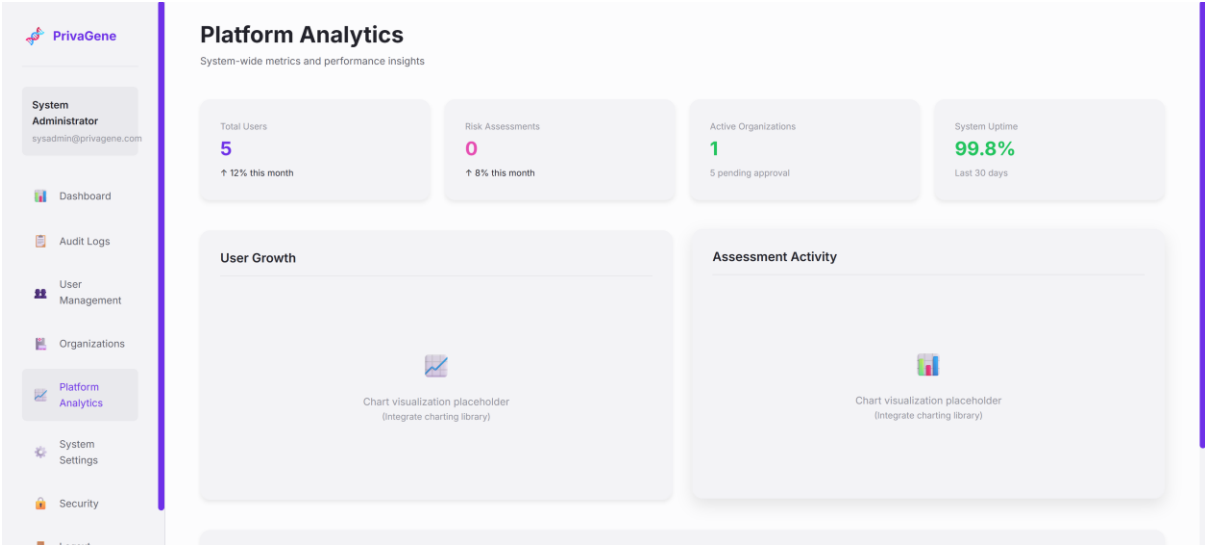 PrivaGene
System
Administrator
sysadmin@privagene.com
Dashboard
Audit Logs
User
Management
Organizations
Platform
Analytics
System
Settings
Security
Logout
Platform Analytics
System-wide metrics and performance insights
Total Users
5
↑ 12% this month
Risk Assessments
0
↑ 8% this month
Active Organizations
1
5 pending approval
System Uptime
99.8%
Last 30 days
User Growth
Chart visualization placeholder
(Integrate charting library)
Assessment Activity
Chart visualization placeholder
(Integrate charting library)